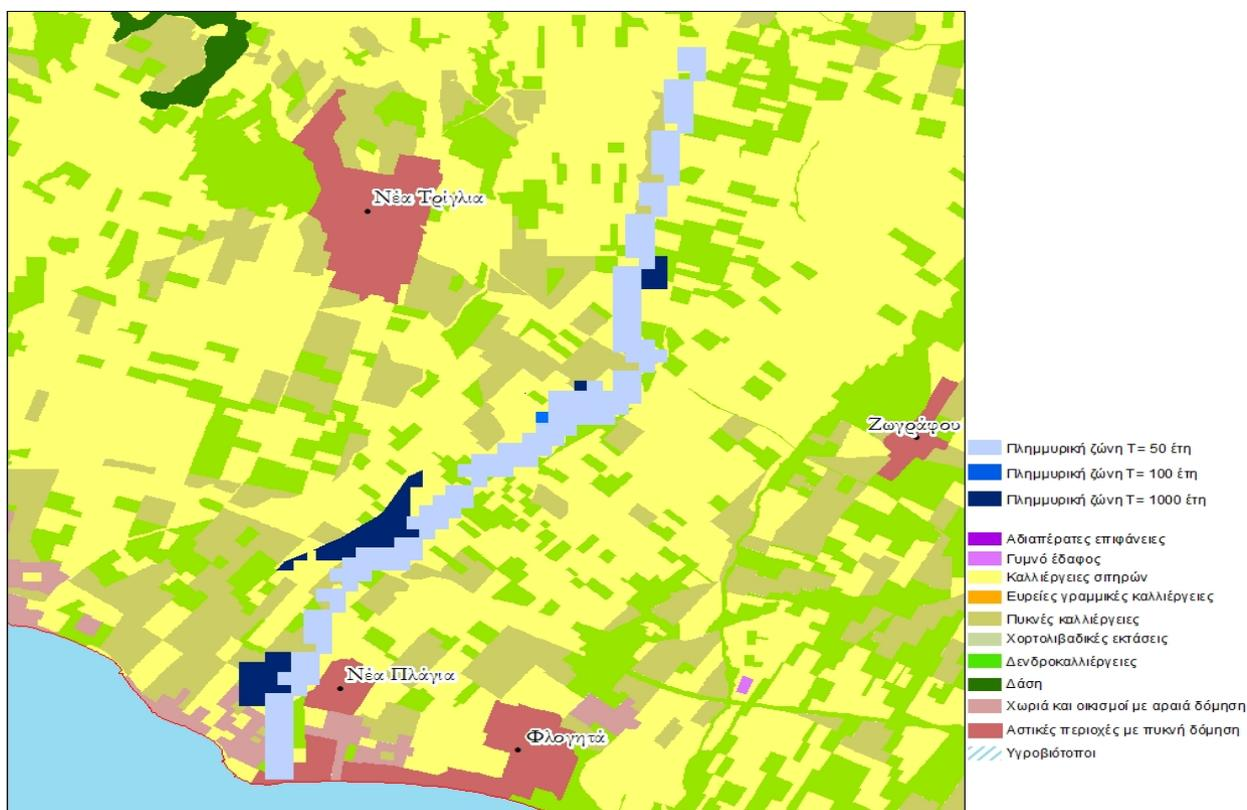 Νέα Τρίγλια
Ζωγράφου
Νέα Πλάγια
Φλογητά
Πλημμυρική ζώνη T= 50 έτη
Πλημμυρική ζώνη T= 100 έτη
Πλημμυρική ζώνη T= 1000 έτη
Αδιαπέρατες επιφάνειες
Γυμνό έδαφος
Καλλιέργειες σιτηρών
Ευρείες γραμμικές καλλιέργειες
Πυκνές καλλιέργειες
Χορτολιβαδικές εκτάσεις
Δενδροκαλλιέργειες
Δάση
Χωριά και οικισμοί με αραιά δόμηση
Αστικές περιοχές με πυκνή δόμηση
Υγροβιότοποι